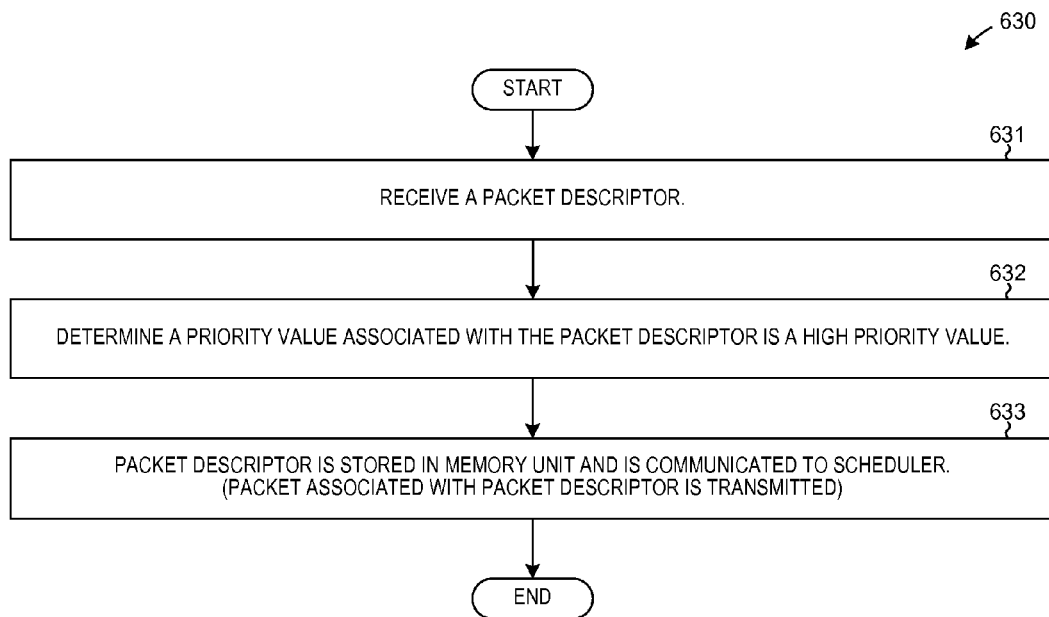 630
START
631
RECEIVE A PACKET DESCRIPTOR.
632
DETERMINE A PRIORITY VALUE ASSOCIATED WITH THE PACKET DESCRIPTOR IS A HIGH PRIORITY VALUE.
633
PACKET DESCRIPTOR IS STORED IN MEMORY UNIT AND IS COMMUNICATED TO SCHEDULER.
(PACKET ASSOCIATED WITH PACKET DESCRIPTOR IS TRANSMITTED)
END